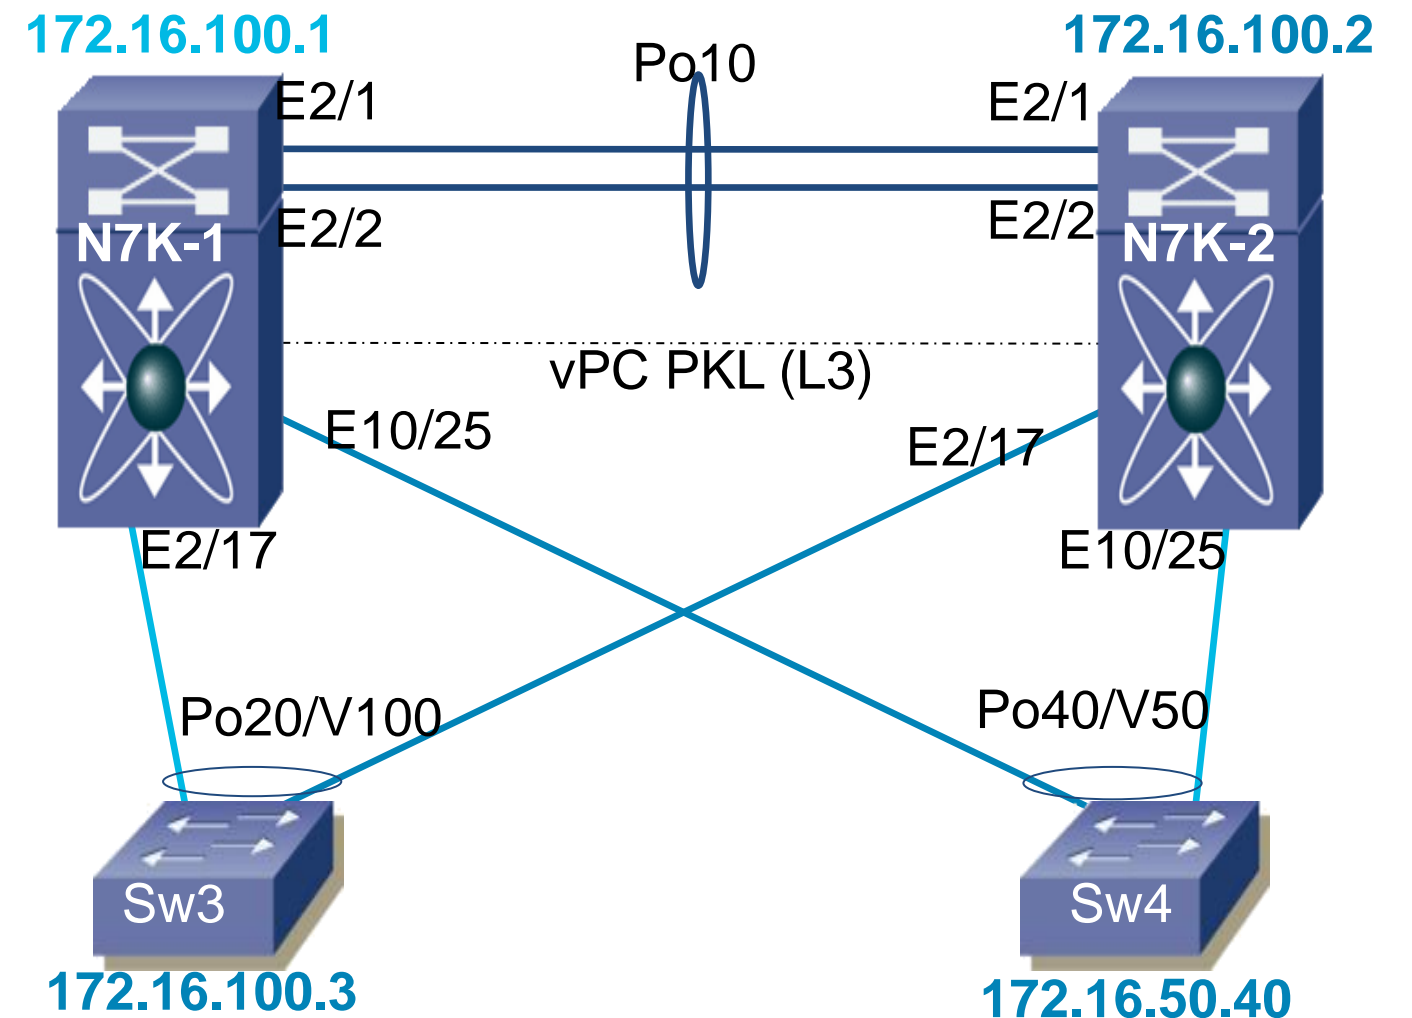 172.16.100.1
172.16.100.2
Po10
E2/1
E2/1
E2/2
E2/2
N7K-1
N7K-2
vPC PKL (L3)
E10/25
E2/17
E2/17
E10/25
Po20/V100
Po40/V50
Sw3
Sw4
172.16.100.3
172.16.50.40